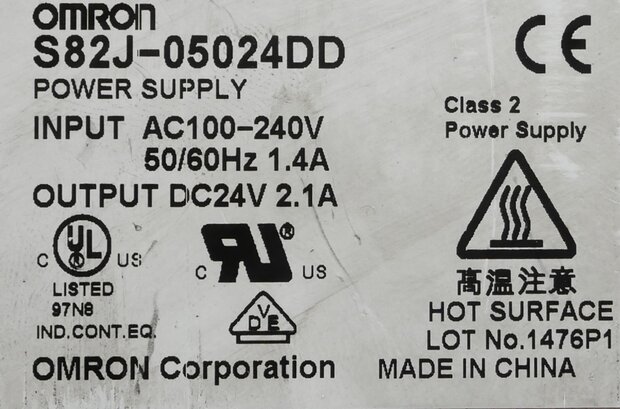 OMRON
S82J-05024DD
POWER SUPPLY
INPUT AC100-240V
50/60Hz 1.4A
OUTPUT DC24V 2.1A
CE
Class 2
Power Supply
C UL US
LISTED
97N8
IND.CONT.EQ.
C RU® US
VDE
高温注意
HOT SURFACE
LOT No.1476P1
OMRON Corporation
MADE IN CHINA